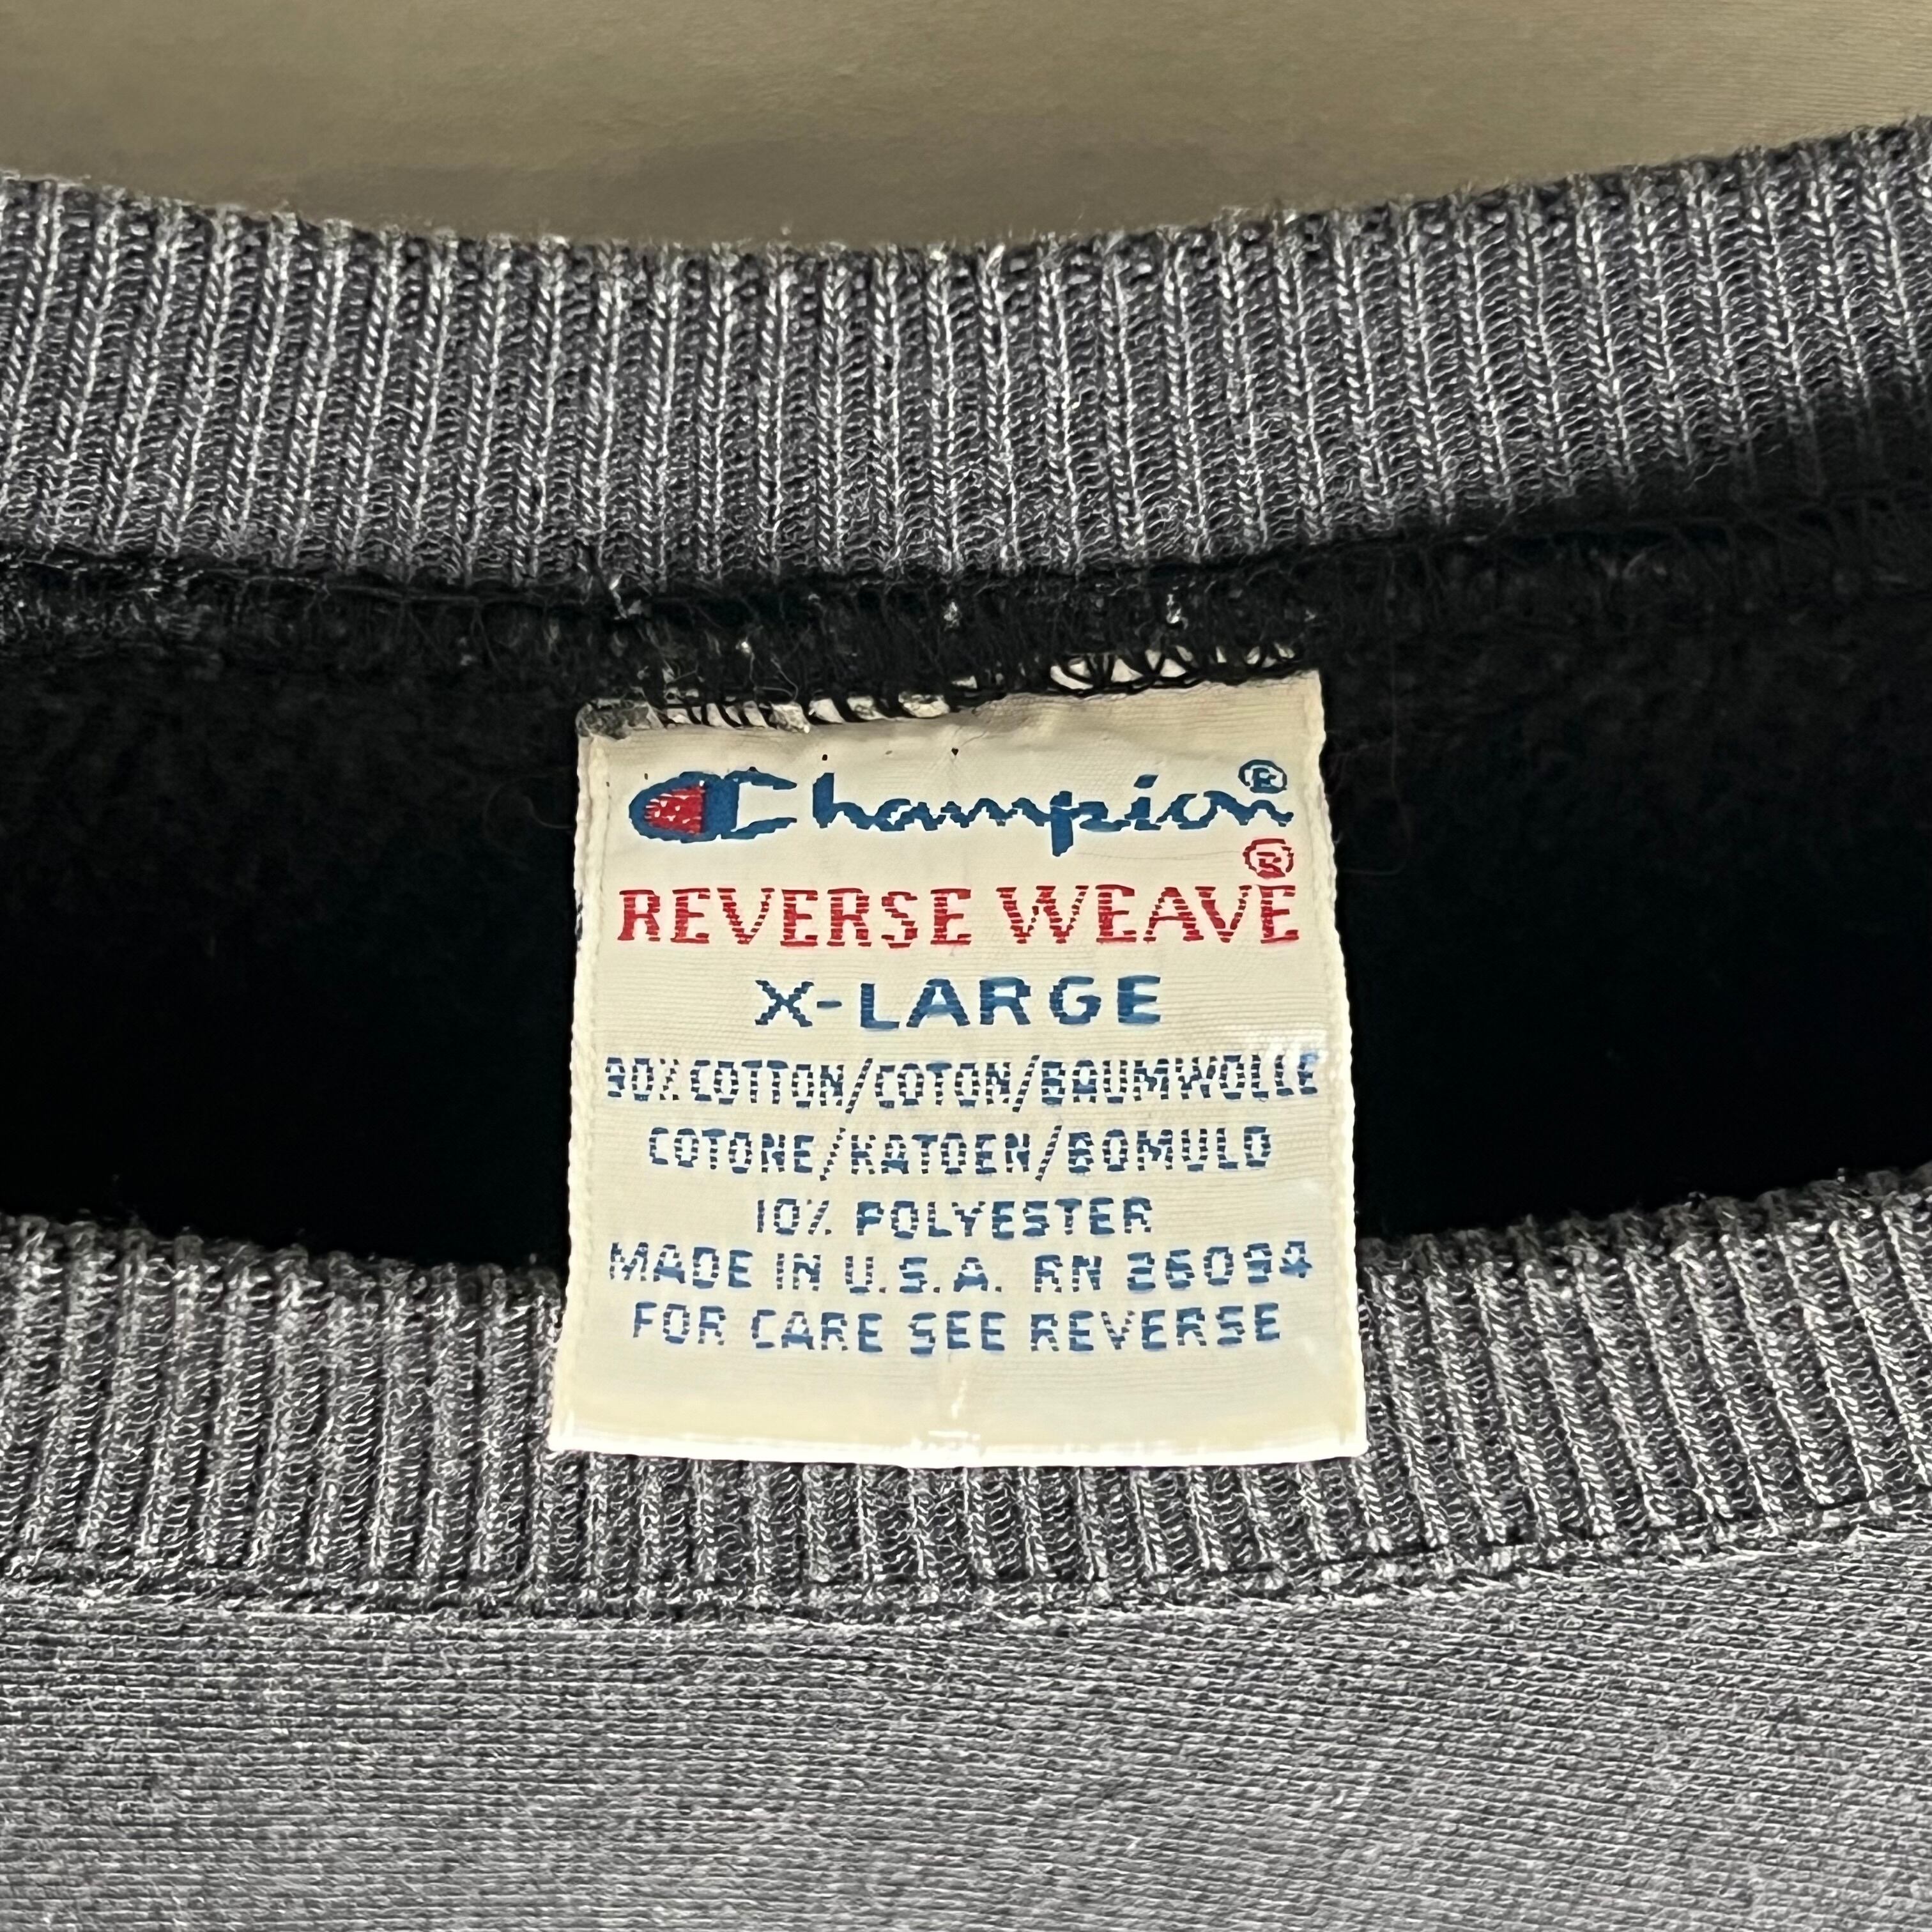 Champion®
REVERSE WEAVE®
X-LARGE
90% COTTON/COTON/BAUMWOLLE
COTONE/KATOEN/BOMULD
10% POLYESTER
MADE IN U.S.A. RN 26094
FOR CARE SEE REVERSE